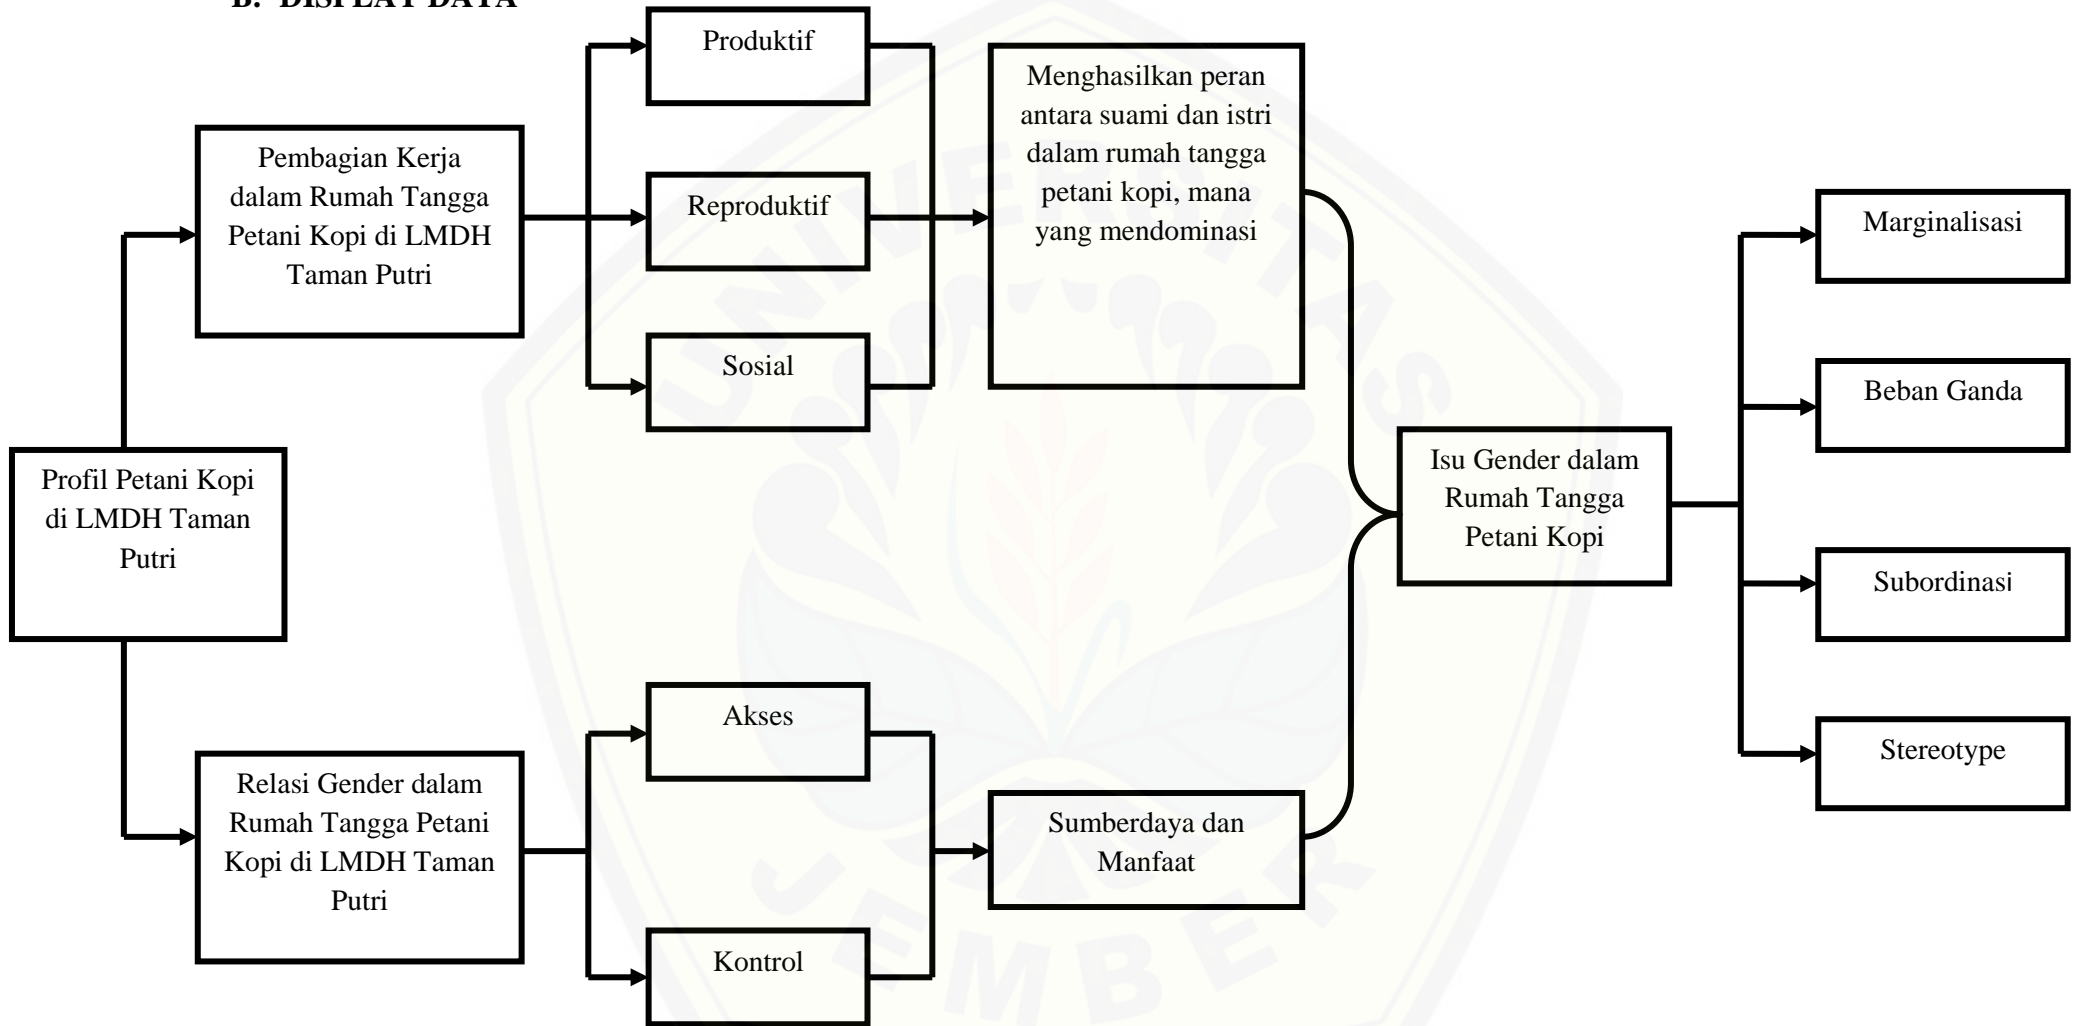 B. DISPLAY DATA
Produktif
Menghasilkan peran
antara suami dan istri
dalam rumah tangga
petani kopi, mana
yang mendominasi
Pembagian Kerja
dalam Rumah Tangga
Petani Kopi di LMDH
Taman Putri
Reproduktif
Sosial
Marginalisasi
Beban Ganda
Profil Petani Kopi
di LMDH Taman
Putri
Isu Gender dalam
Rumah Tangga
Petani Kopi
Subordinasi
Stereotype
Akses
Relasi Gender dalam
Rumah Tangga Petani
Kopi di LMDH Taman
Putri
Sumberdaya dan
Manfaat
Kontrol
UNIVERSITAS
JEMBER